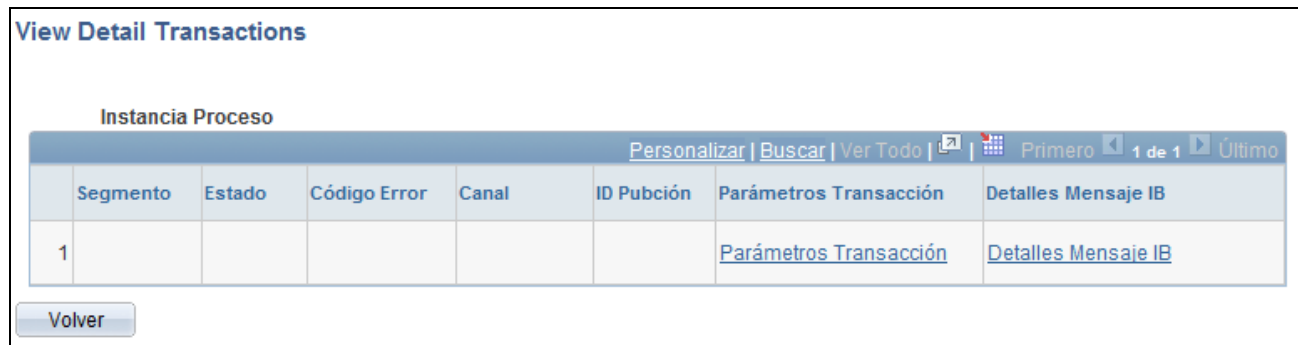 View Detail Transactions
Instancia Proceso
Personalizar | Buscar | Ver Todo | | Primero 1 de 1 Último
Segmento Estado Código Error Canal ID Pubción Parámetros Transacción Detalles Mensaje IB
1 Parámetros Transacción Detalles Mensaje IB
Volver